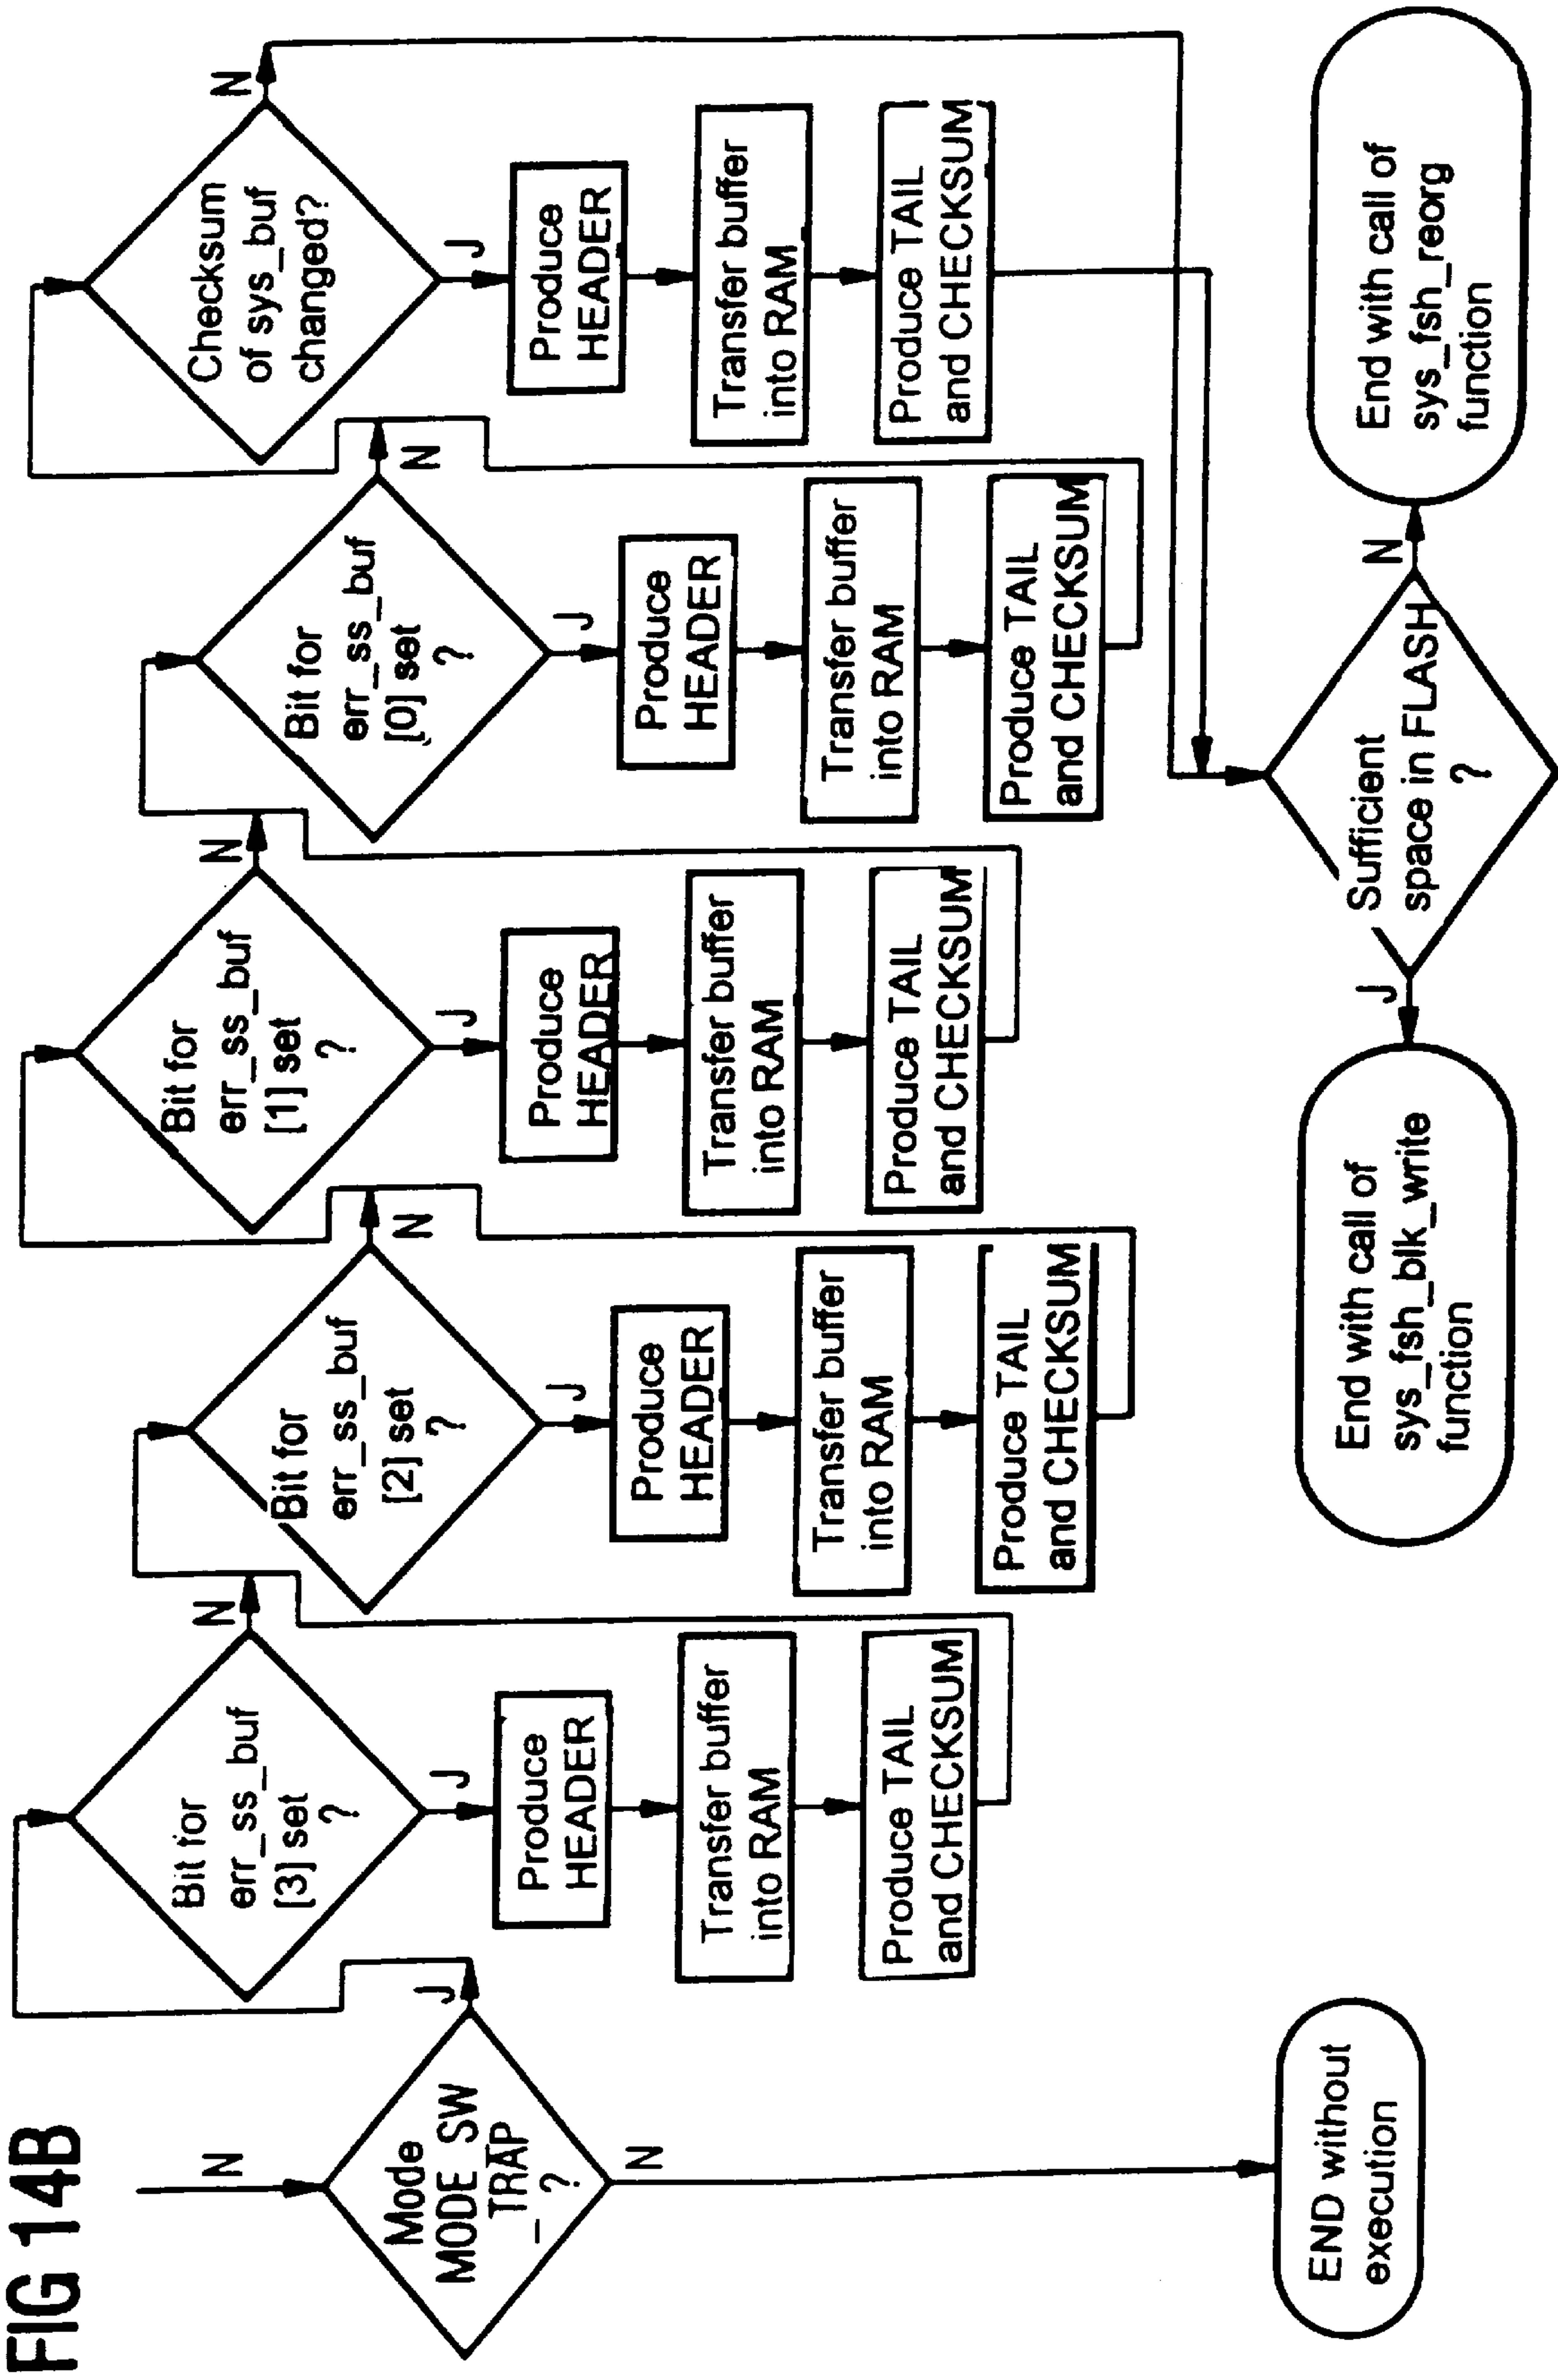 FIG 14B
N
Mode
MODE SW
_TRAP
?
J
N
END without
execution
Bit for
err_ss_buf
[3] set
?
N
J
Produce
HEADER
Transfer buffer
into RAM
Produce TAIL
and CHECKSUM
Bit for
err_ss_buf
[2] set
?
N
J
Produce
HEADER
Transfer buffer
into RAM
Produce TAIL
and CHECKSUM
Bit for
err_ss_buf
[1] set
?
N
J
Produce
HEADER
Transfer buffer
into RAM
Produce TAIL
and CHECKSUM
Bit for
err_ss_buf
[0] set
?
N
J
Produce
HEADER
Transfer buffer
into RAM
Produce TAIL
and CHECKSUM
Checksum
of sys_buf
changed?
N
J
Produce
HEADER
Transfer buffer
into RAM
Produce TAIL
and CHECKSUM
Sufficient
space in FLASH
?
J
N
End with call of
sys_fsh_blk_write
function
End with call of
sys_fsh_reorg
function